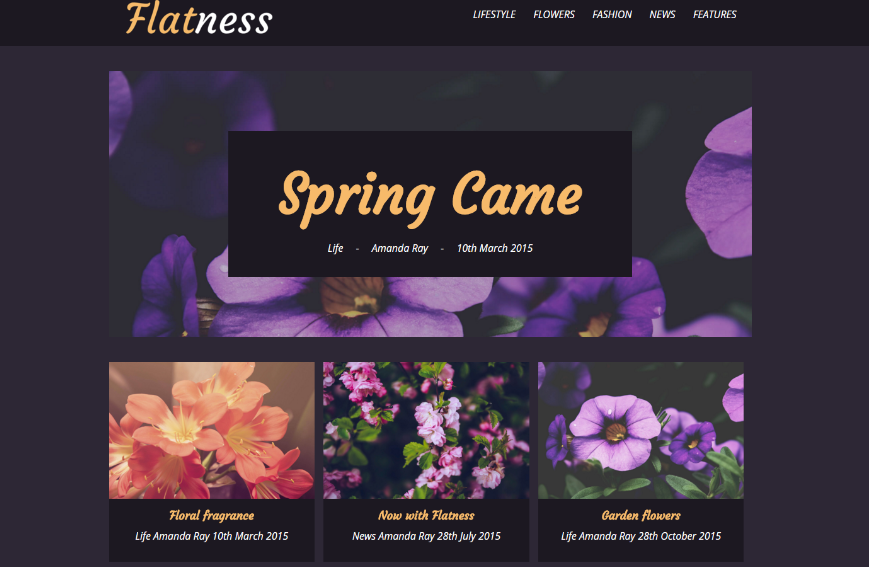 Flatness
LIFESTYLE FLOWERS FASHION NEWS FEATURES
Spring Came
Life - Amanda Ray - 10th March 2015
Floral fragrance
Life Amanda Ray 10th March 2015
Now with Flatness
News Amanda Ray 28th July 2015
Garden flowers
Life Amanda Ray 28th October 2015